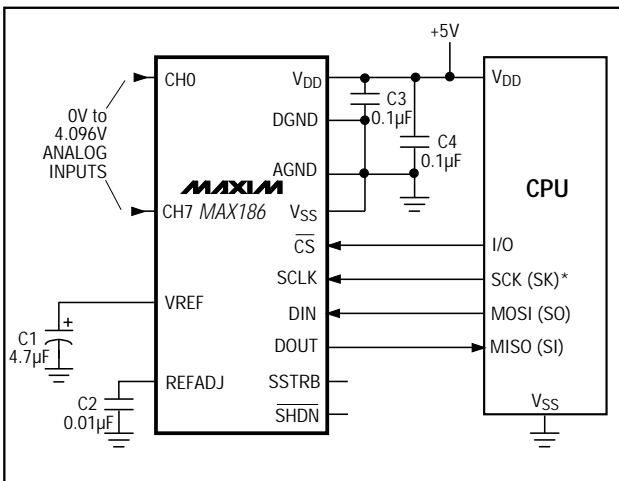 +5V
CH0
VDD
VDD
C3
0.1µF
0V to
4.096V
ANALOG
INPUTS
DGND
C4
0.1µF
AGND
MAXIM
CPU
CH7 MAX186
VSS
CS
I/O
SCLK
SCK (SK)*
VREF
DIN
MOSI (SO)
C1
4.7µF
+
DOUT
MISO (SI)
REFADJ
SSTRB
C2
0.01µF
SHDN
VSS